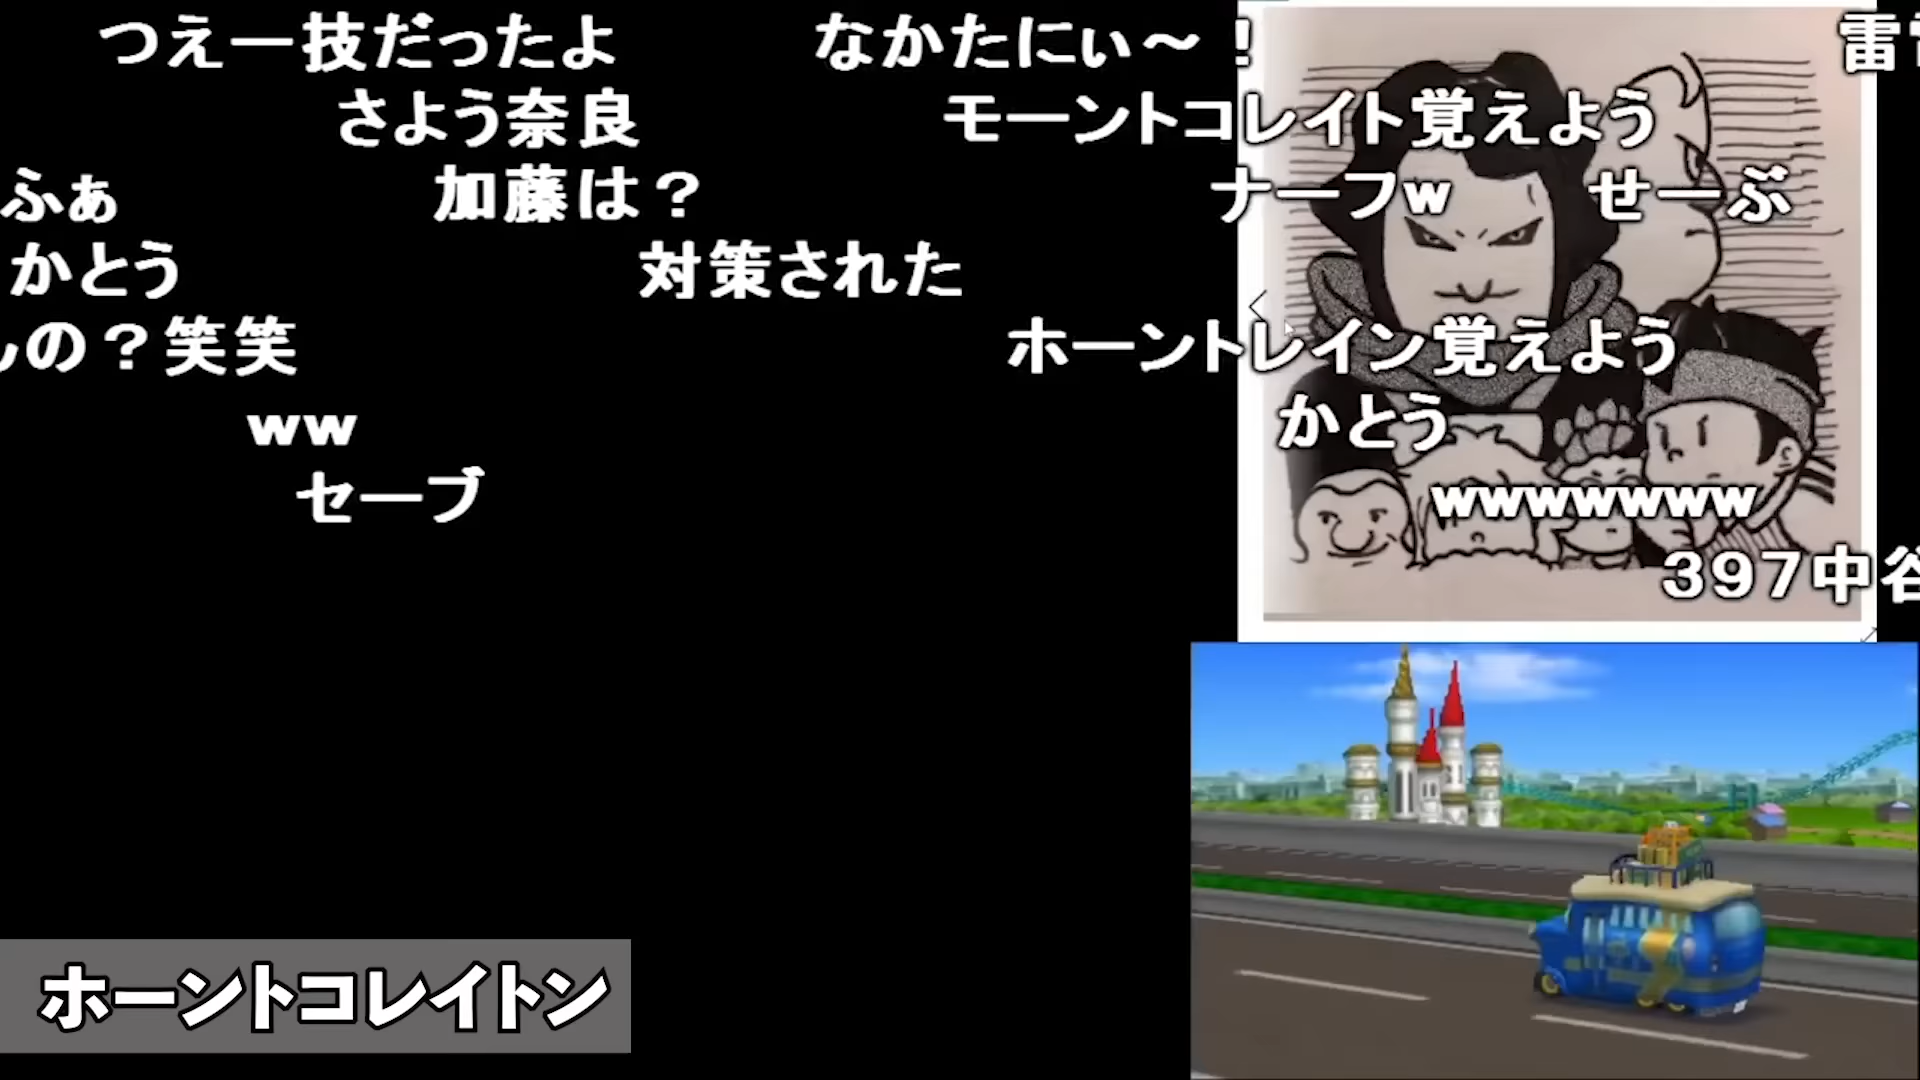 つえー技だったよ
なかたにぃ～！
雷
さよう奈良
モーントコレイト覚えよう
ふぁ
加藤は？
ナーフw
せーぶ
かとう
対策された
の？笑笑
ホーントレイン覚えよう
ww
かとう
セーブ
wwwwwwww
397中谷
ホーントコレイトン